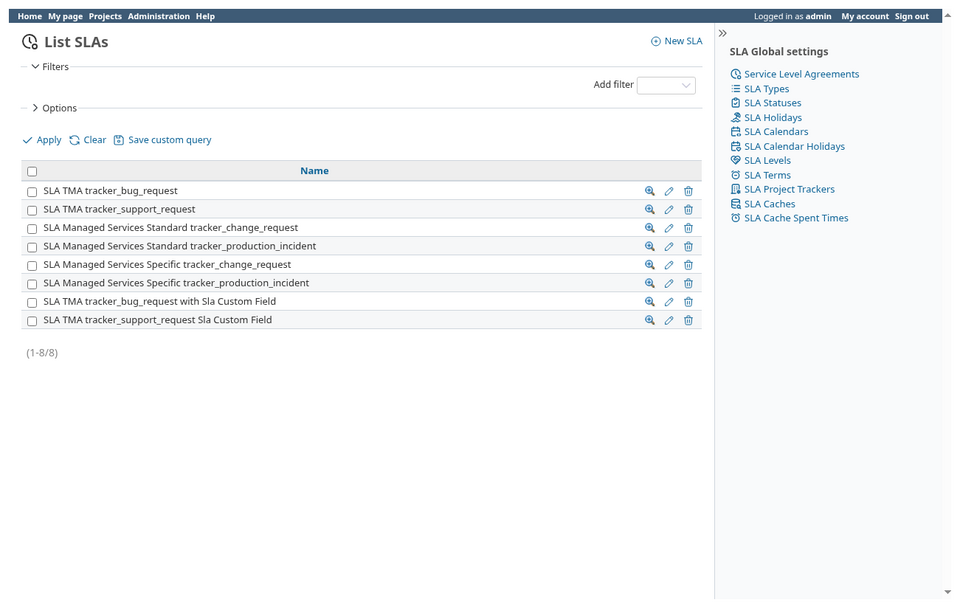 Home My page Projects Administration Help
Logged in as admin My account Sign out
List SLAs
New SLA
Filters
Add filter
Options
Apply Clear Save custom query
Name
SLA TMA tracker_bug_request
SLA TMA tracker_support_request
SLA Managed Services Standard tracker_change_request
SLA Managed Services Standard tracker_production_incident
SLA Managed Services Specific tracker_change_request
SLA Managed Services Specific tracker_production_incident
SLA TMA tracker_bug_request with Sla Custom Field
SLA TMA tracker_support_request Sla Custom Field
(1-8/8)
SLA Global settings
Service Level Agreements
SLA Types
SLA Statuses
SLA Holidays
SLA Calendars
SLA Calendar Holidays
SLA Levels
SLA Terms
SLA Project Trackers
SLA Caches
SLA Cache Spent Times